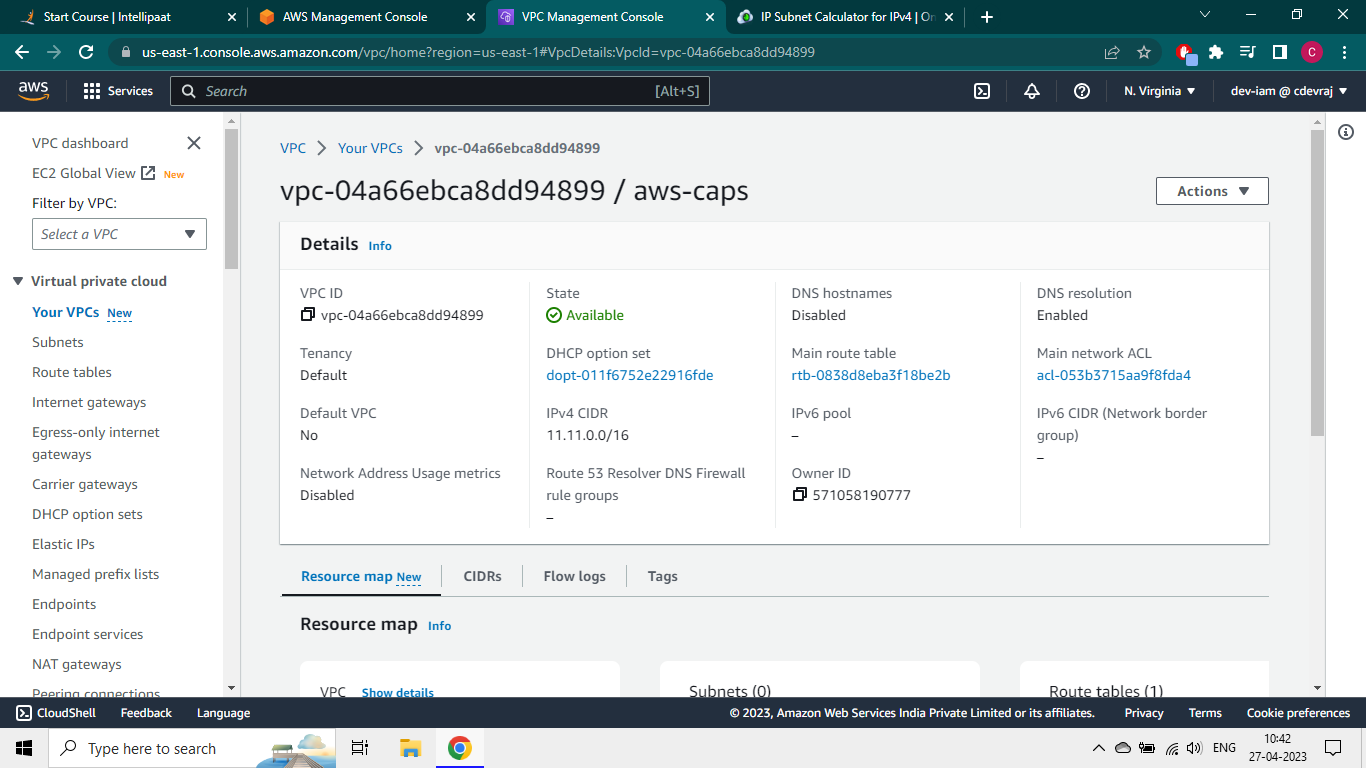 Start Course | Intellipaat
AWS Management Console
VPC Management Console
IP Subnet Calculator for IPv4 | On
us-east-1.console.aws.amazon.com/vpc/home?region=us-east-1#VpcDetails:VpcId=vpc-04a66ebca8dd94899
C
aws
Services
Search
[Alt+S]
N. Virginia
dev-iam @ cdevraj
VPC dashboard
EC2 Global View New
Filter by VPC:
Select a VPC
Virtual private cloud
Your VPCs New
Subnets
Route tables
Internet gateways
Egress-only internet
gateways
Carrier gateways
DHCP option sets
Elastic IPs
Managed prefix lists
Endpoints
Endpoint services
NAT gateways
Peering connections
VPC
Your VPCs
vpc-04a66ebca8dd94899
vpc-04a66ebca8dd94899 / aws-caps
Actions
Details Info
VPC ID
vpc-04a66ebca8dd94899
State
Available
DNS hostnames
Disabled
DNS resolution
Enabled
Tenancy
Default
DHCP option set
dopt-011f6752e22916fde
Main route table
rtb-0838d8eba3f18be2b
Main network ACL
acl-053b3715aa9f8fda4
Default VPC
No
IPv4 CIDR
11.11.0.0/16
IPv6 pool
–
IPv6 CIDR (Network border
group)
–
Network Address Usage metrics
Disabled
Route 53 Resolver DNS Firewall
rule groups
–
Owner ID
571058190777
Resource map New
CIDRs
Flow logs
Tags
Resource map Info
VPC Show details
Subnets (0)
Route tables (1)
CloudShell
Feedback
Language
© 2023, Amazon Web Services India Private Limited or its affiliates.
Privacy
Terms
Cookie preferences
Type here to search
ENG
10:42
27-04-2023